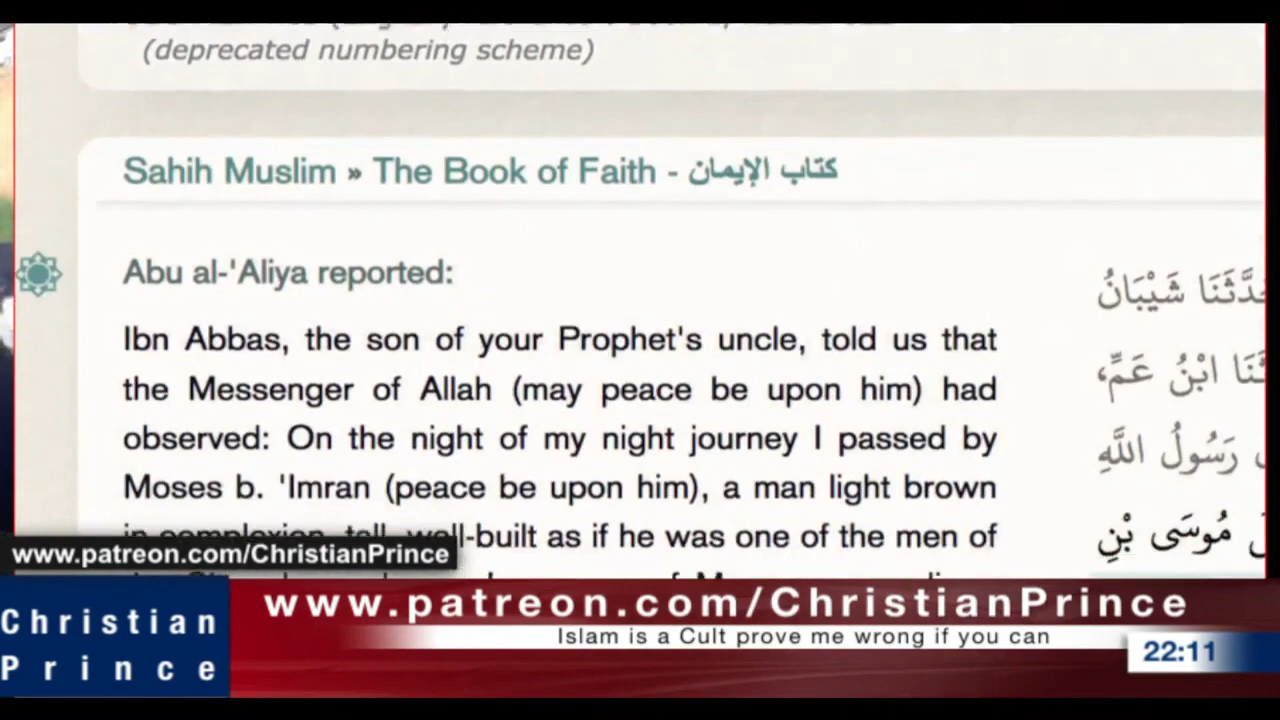 (deprecated numbering scheme)
Sahih Muslim » The Book of Faith - كتاب الإيمان
Abu al-'Aliya reported:
Ibn Abbas, the son of your Prophet's uncle, told us that
the Messenger of Allah (may peace be upon him) had
observed: On the night of my night journey I passed by
Moses b. 'Imran (peace be upon him), a man light brown
in complexion, tall, well-built as if he was one of the men of
شَيْبَانُ
ابْنُ عَمِّ،
رَسُولُ اللَّهِ
مُوسَى بْنِ
www.patreon.com/ChristianPrince
Christian
Prince
www.patreon.com/ChristianPrince
Islam is a Cult prove me wrong if you can
22:11